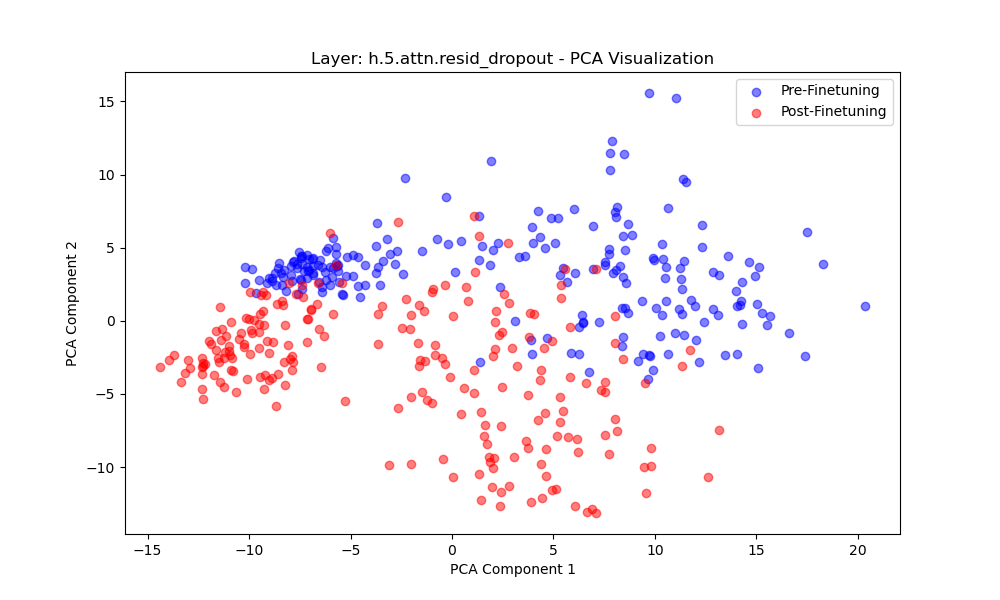 Layer: h.5.attn.resid_dropout - PCA Visualization
Pre-Finetuning
Post-Finetuning
15
10
5
0
−5
−10
PCA Component 2
−15
−10
−5
0
5
10
15
20
PCA Component 1